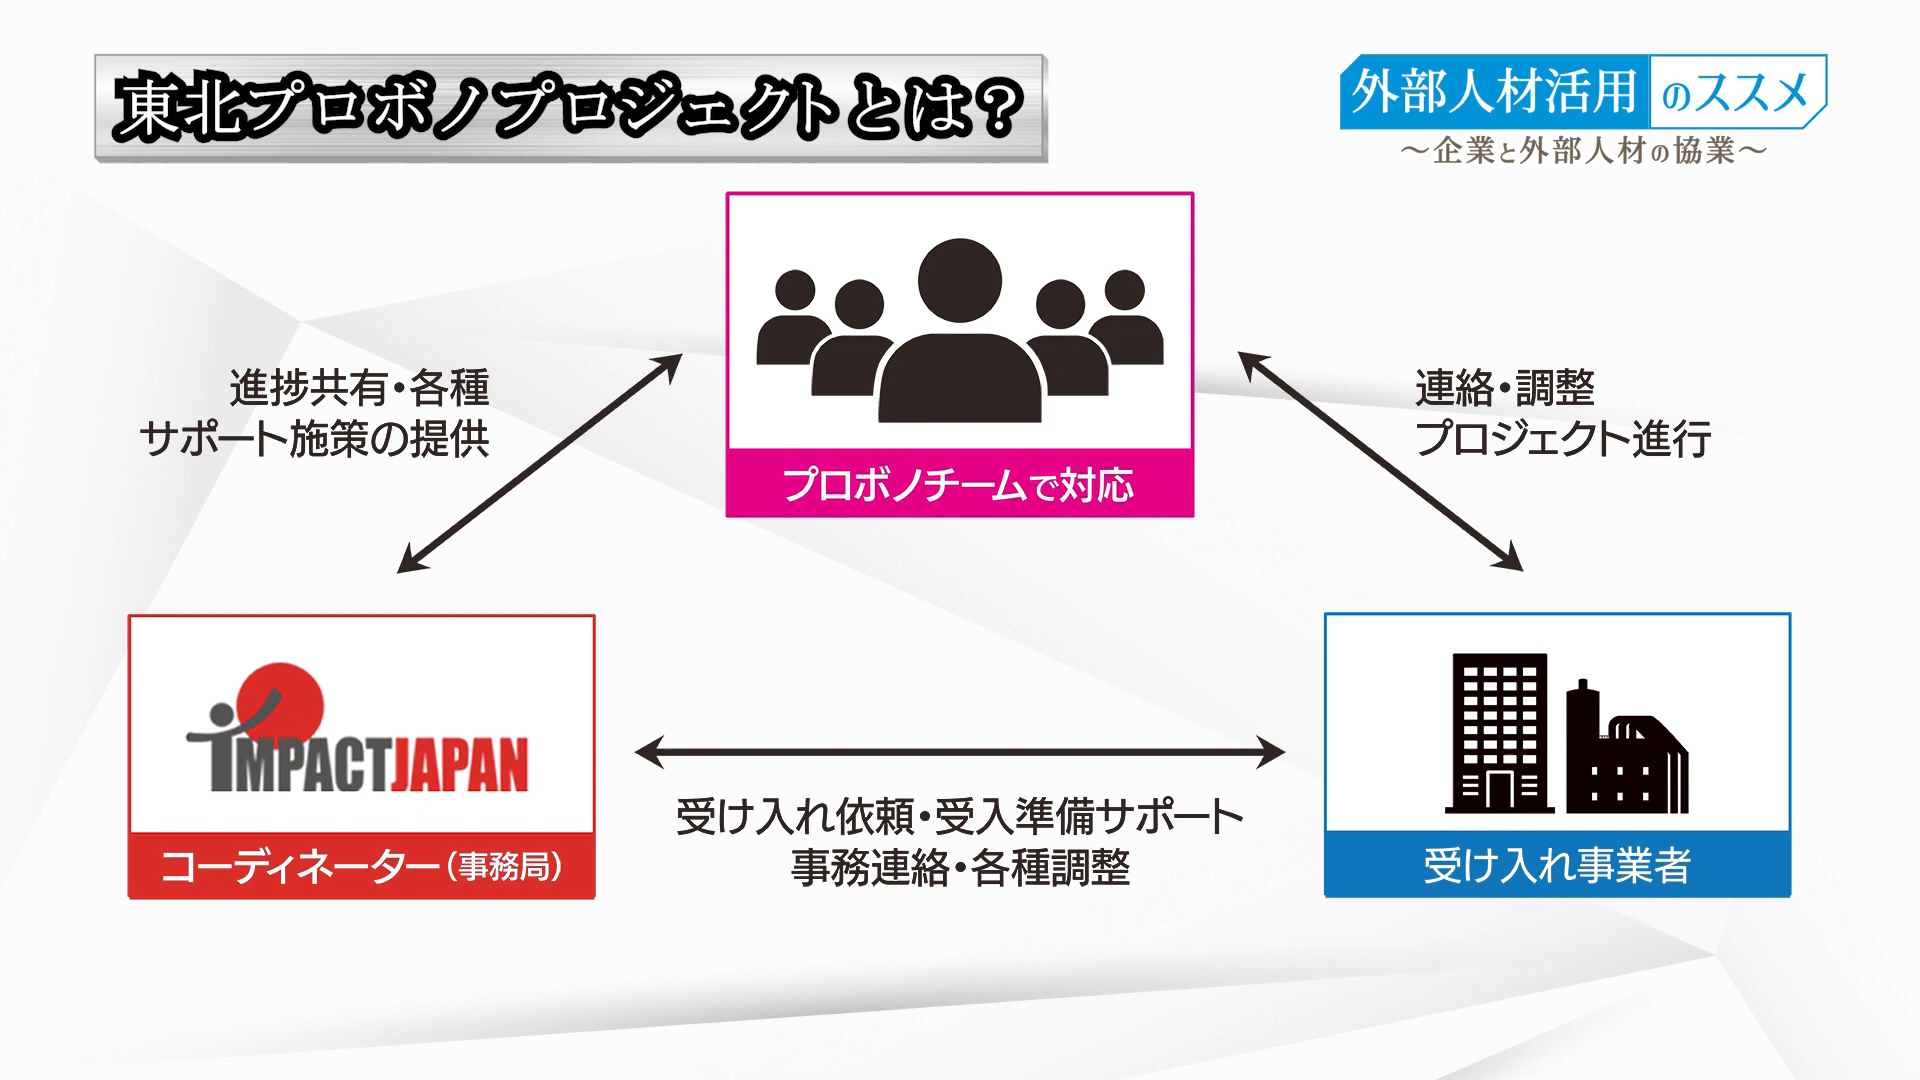 東北プロボノプロジェクトとは？
外部人材活用のススメ
～企業と外部人材の協業～
プロボノチームで対応
進捗共有・各種
サポート施策の提供
連絡・調整
プロジェクト進行
IMPACTJAPAN
コーディネーター（事務局）
受け入れ依頼・受入準備サポート
事務連絡・各種調整
受け入れ事業者